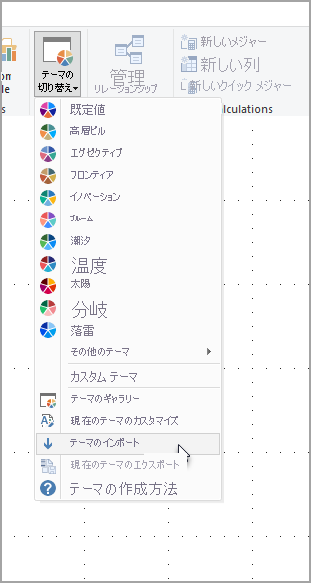 テーマの
切り替え
管理
リレーションシップ
新しいメジャー
新しい列
新しいクイック メジャー
alculations
既定値
高層ビル
エグゼクティブ
フロンティア
イノベーション
ブルーム
潮汐
温度
太陽
分岐
落雷
その他のテーマ
カスタム テーマ
テーマのギャラリー
現在のテーマのカスタマイズ
テーマのインポート
現在のテーマのエクスポート
テーマの作成方法